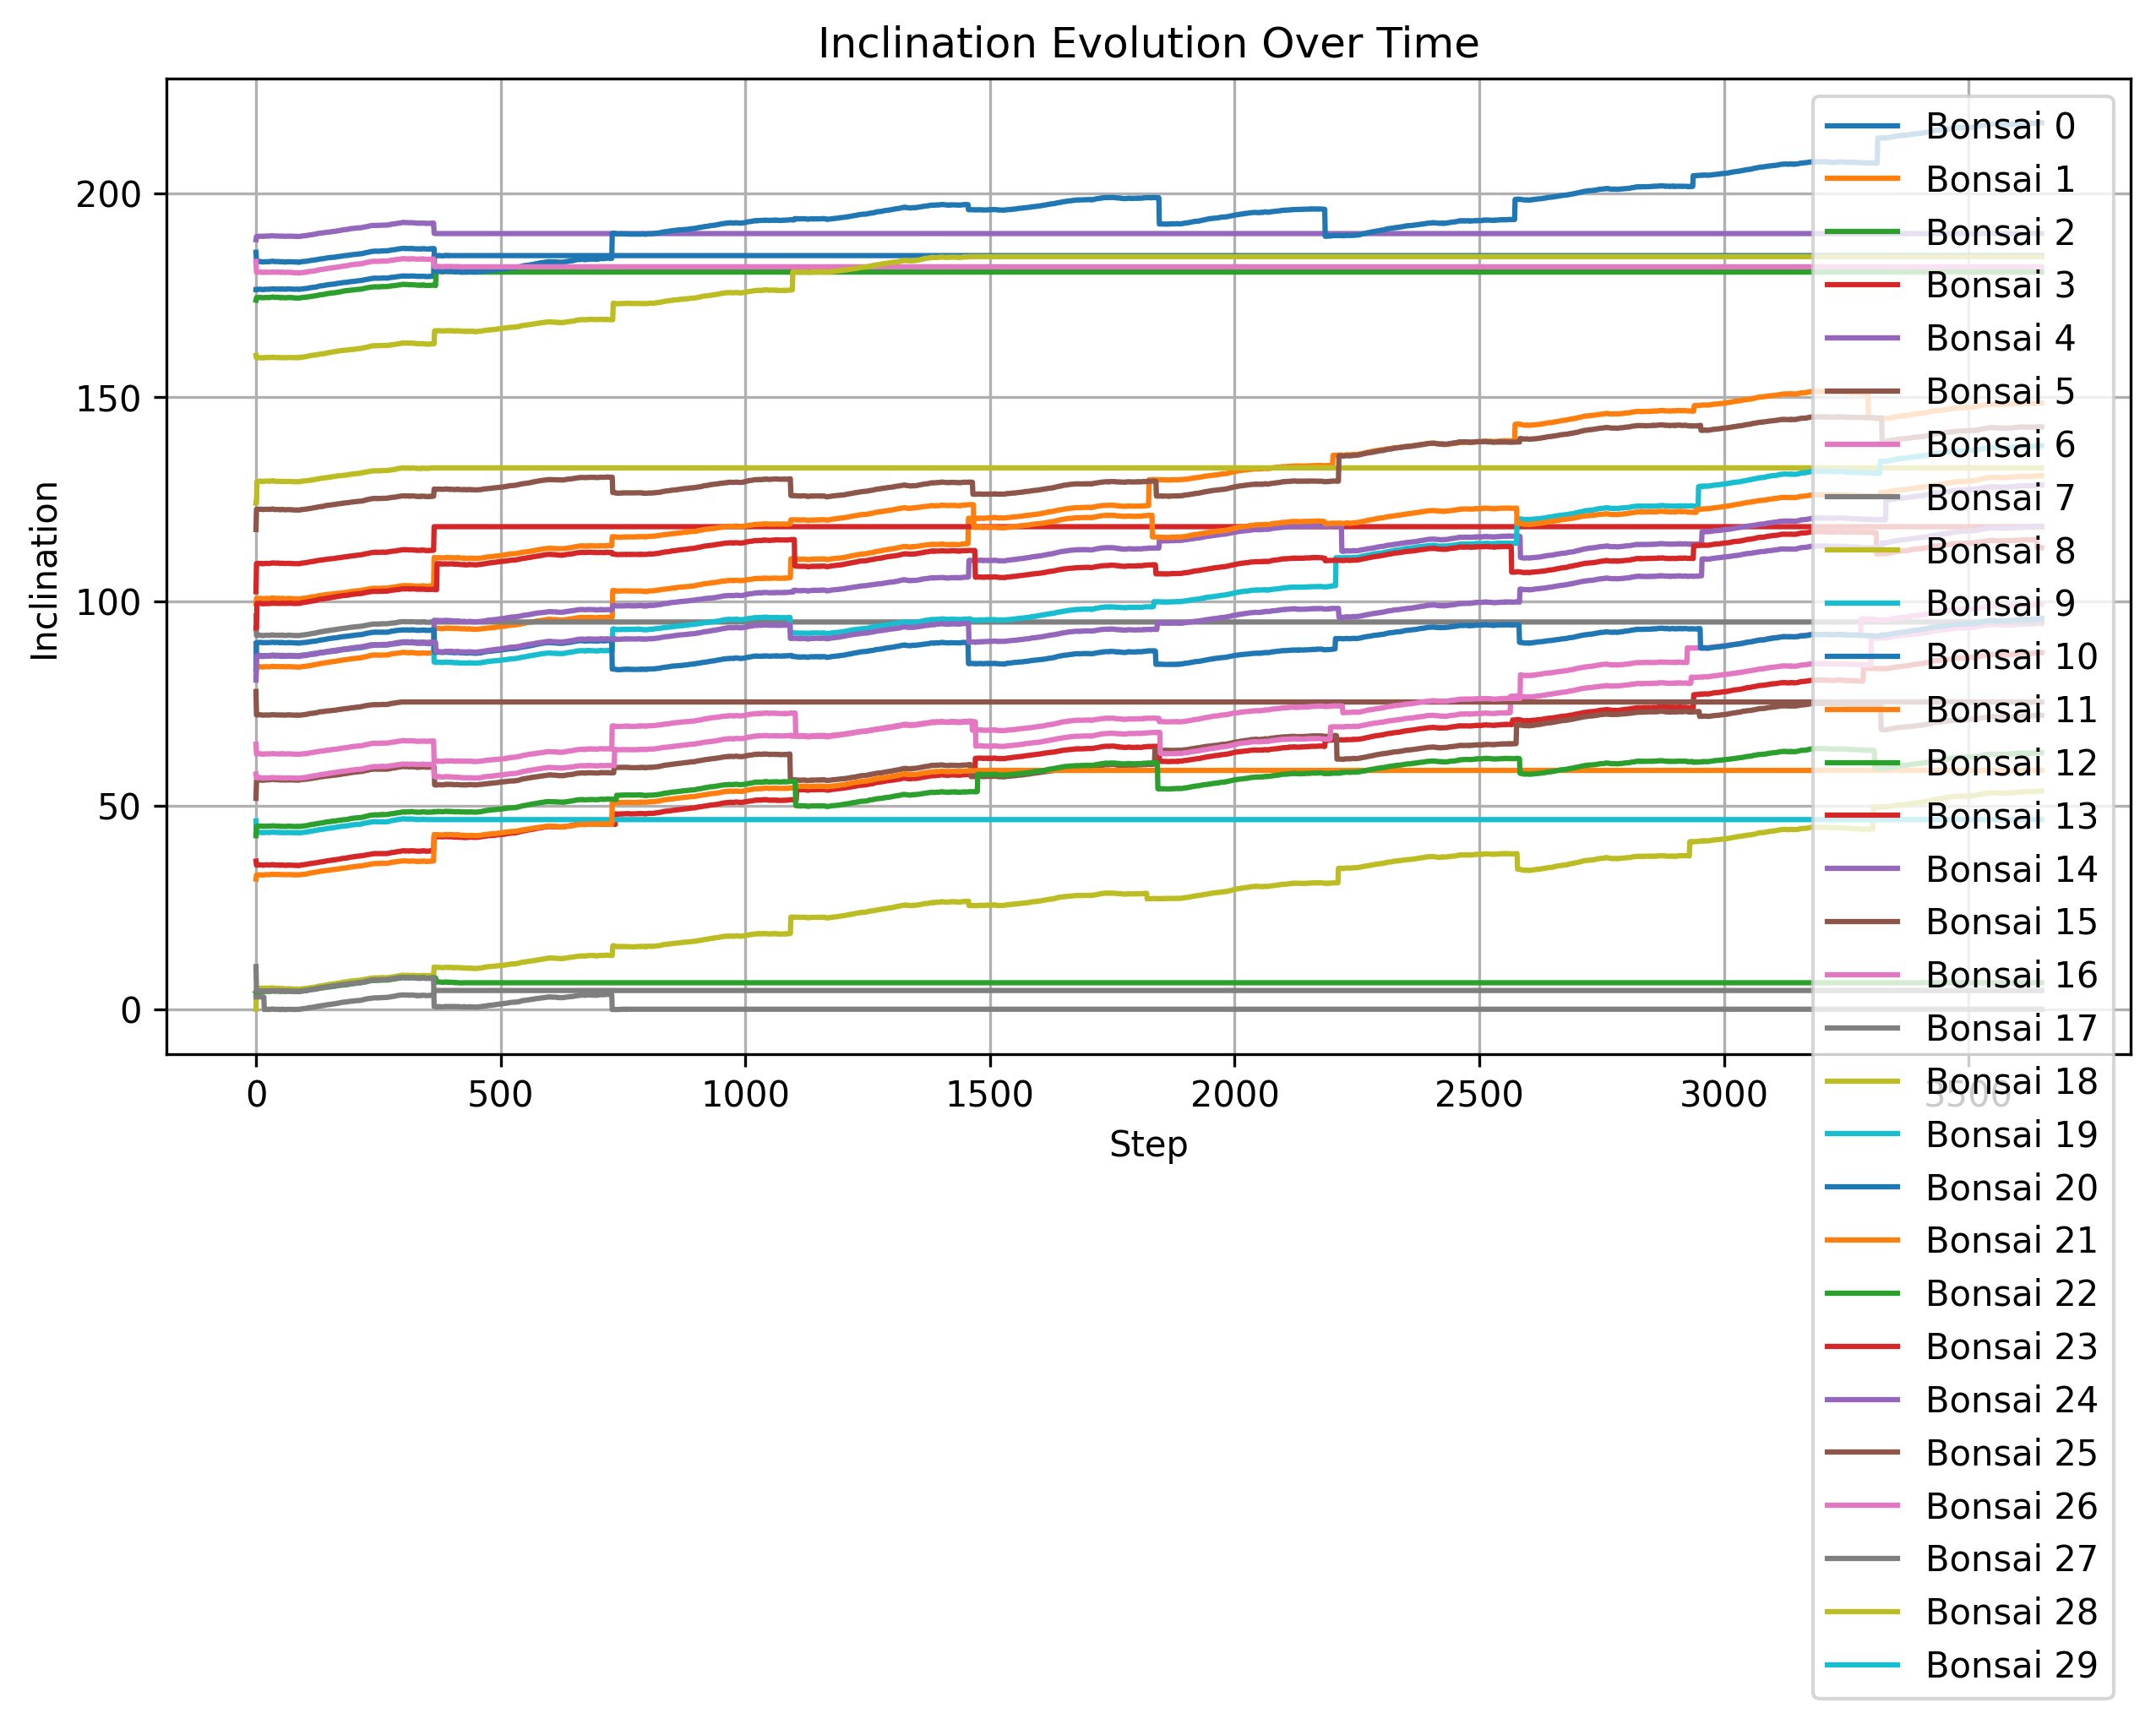 Inclination Evolution Over Time
Inclination
200
150
100
50
0
0
500
1000
1500
2000
2500
3000
3500
Step
Bonsai 0
Bonsai 1
Bonsai 2
Bonsai 3
Bonsai 4
Bonsai 5
Bonsai 6
Bonsai 7
Bonsai 8
Bonsai 9
Bonsai 10
Bonsai 11
Bonsai 12
Bonsai 13
Bonsai 14
Bonsai 15
Bonsai 16
Bonsai 17
Bonsai 18
Bonsai 19
Bonsai 20
Bonsai 21
Bonsai 22
Bonsai 23
Bonsai 24
Bonsai 25
Bonsai 26
Bonsai 27
Bonsai 28
Bonsai 29